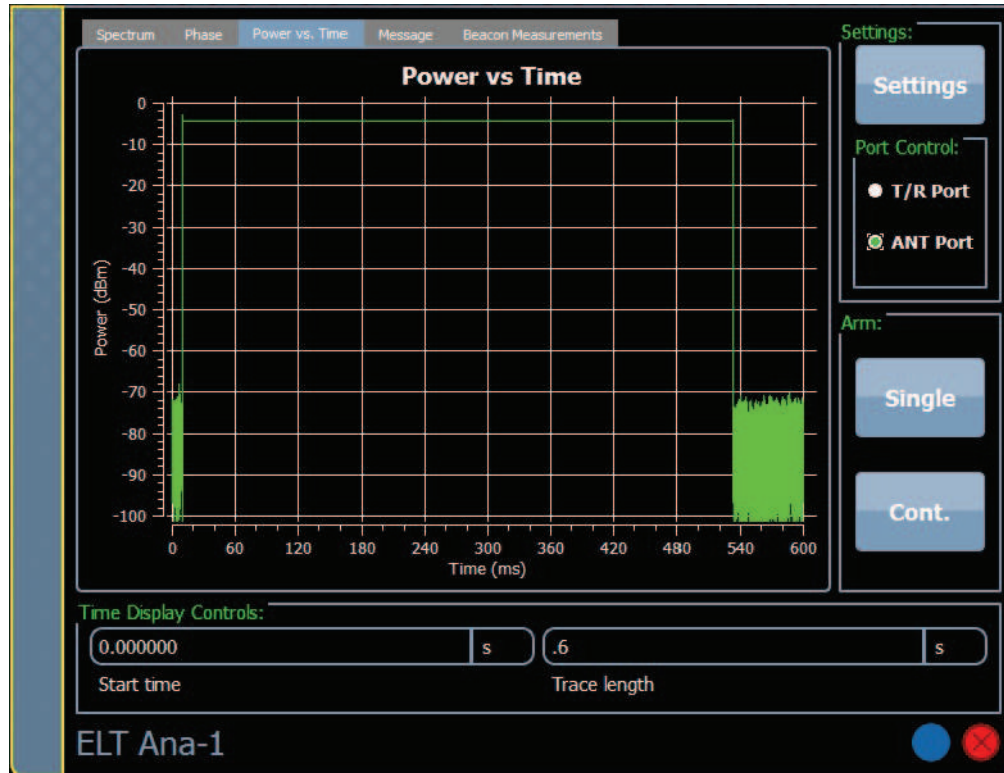 Spectrum Phase Power vs. Time Message Beacon Measurements
Settings:
Settings
Port Control:
T/R Port
ANT Port
Power vs Time
0
-10
-20
-30
-40
-50
-60
-70
-80
-90
-100
Power (dBm)
0 60 120 180 240 300 360 420 480 540 600
Time (ms)
Arm:
Single
Cont.
Time Display Controls:
0.000000 s .6 s
Start time Trace length
ELT Ana-1